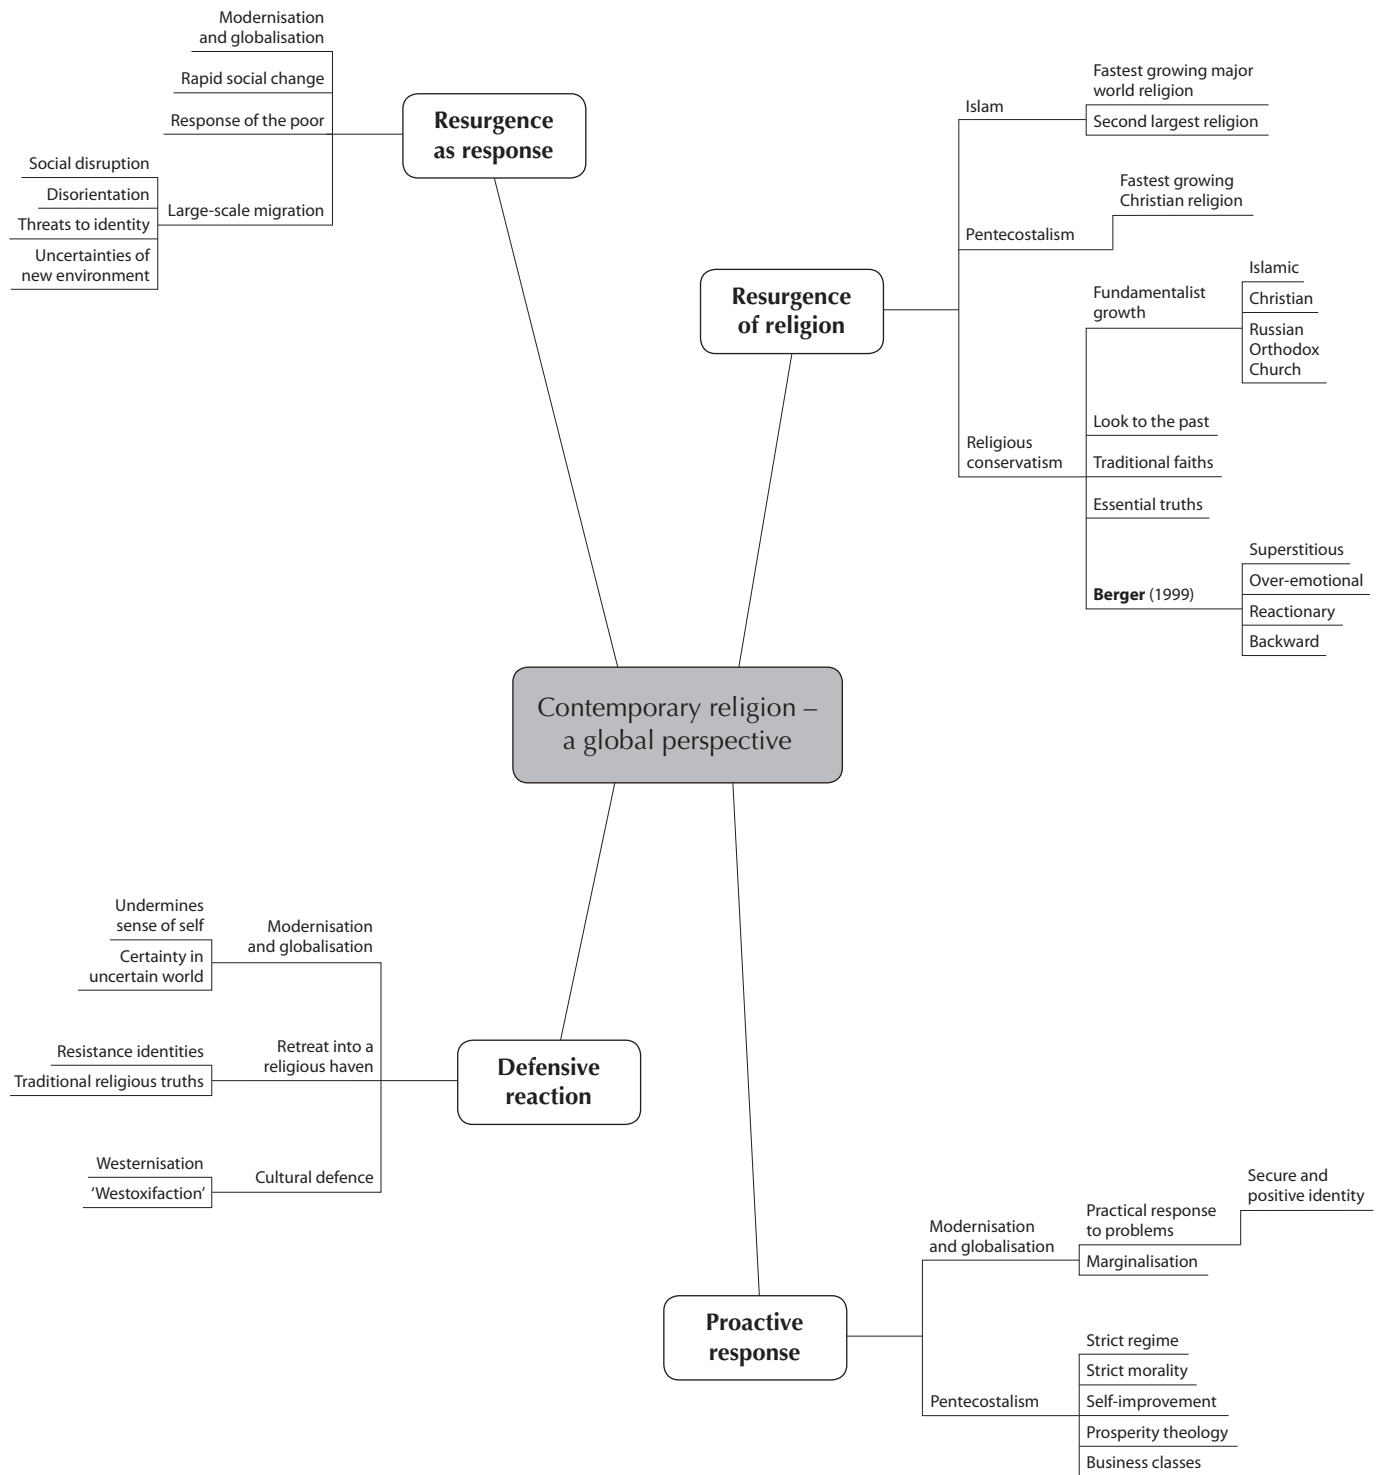 Modernisation
and globalisation
Rapid social change
Response of the poor
Large-scale migration
Social disruption
Disorientation
Threats to identity
Uncertainties of
new environment
Resurgence
as response
Resurgence
of religion
Islam
Fastest growing major
world religion
Second largest religion
Pentecostalism
Fastest growing
Christian religion
Religious
conservatism
Fundamentalist
growth
Islamic
Christian
Russian
Orthodox
Church
Look to the past
Traditional faiths
Essential truths
Berger (1999)
Superstitious
Over-emotional
Reactionary
Backward
Contemporary religion –
a global perspective
Defensive
reaction
Modernisation
and globalisation
Undermines
sense of self
Certainty in
uncertain world
Retreat into a
religious haven
Resistance identities
Traditional religious truths
Cultural defence
Westernisation
‘Westoxifaction’
Proactive
response
Modernisation
and globalisation
Practical response
to problems
Secure and
positive identity
Marginalisation
Pentecostalism
Strict regime
Strict morality
Self-improvement
Prosperity theology
Business classes